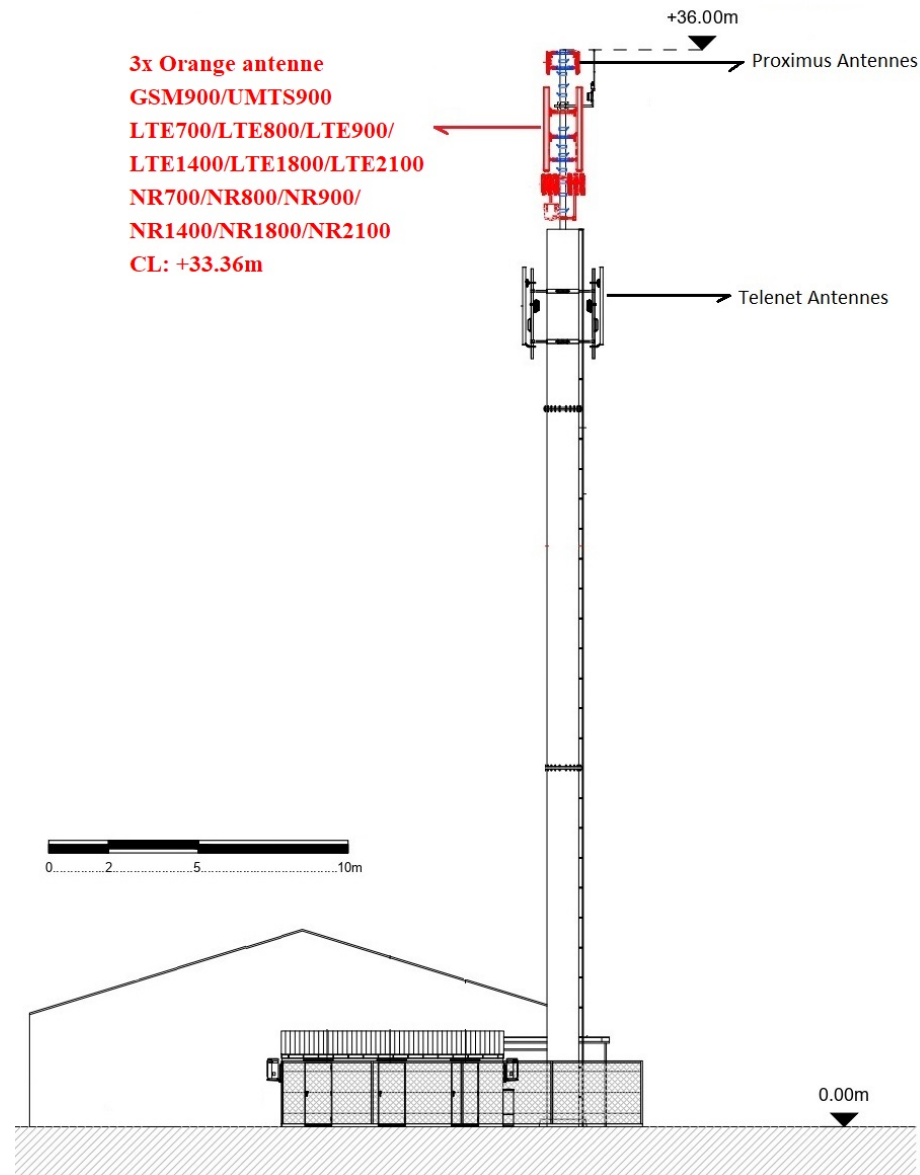 +36.00m
3x Orange antenne
GSM900/UMTS900
LTE700/LTE800/LTE900/
LTE1400/LTE1800/LTE2100
NR700/NR800/NR900/
NR1400/NR1800/NR2100
CL: +33.36m
Proximus Antennes
Telenet Antennes
0............2.................5............................10m
0.00m